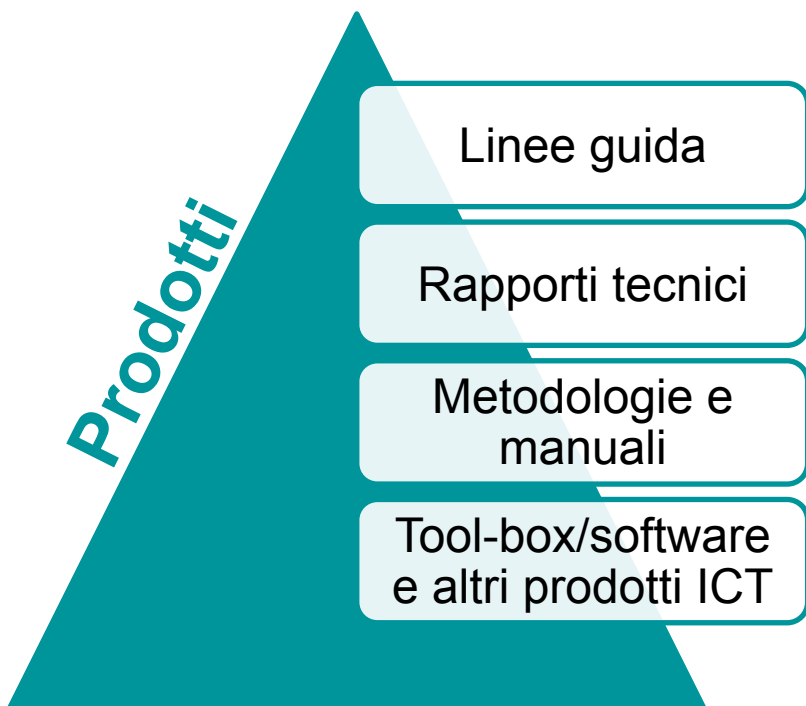 Prodotti
Linee guida
Rapporti tecnici
Metodologie e
manuali
Tool-box/software
e altri prodotti ICT